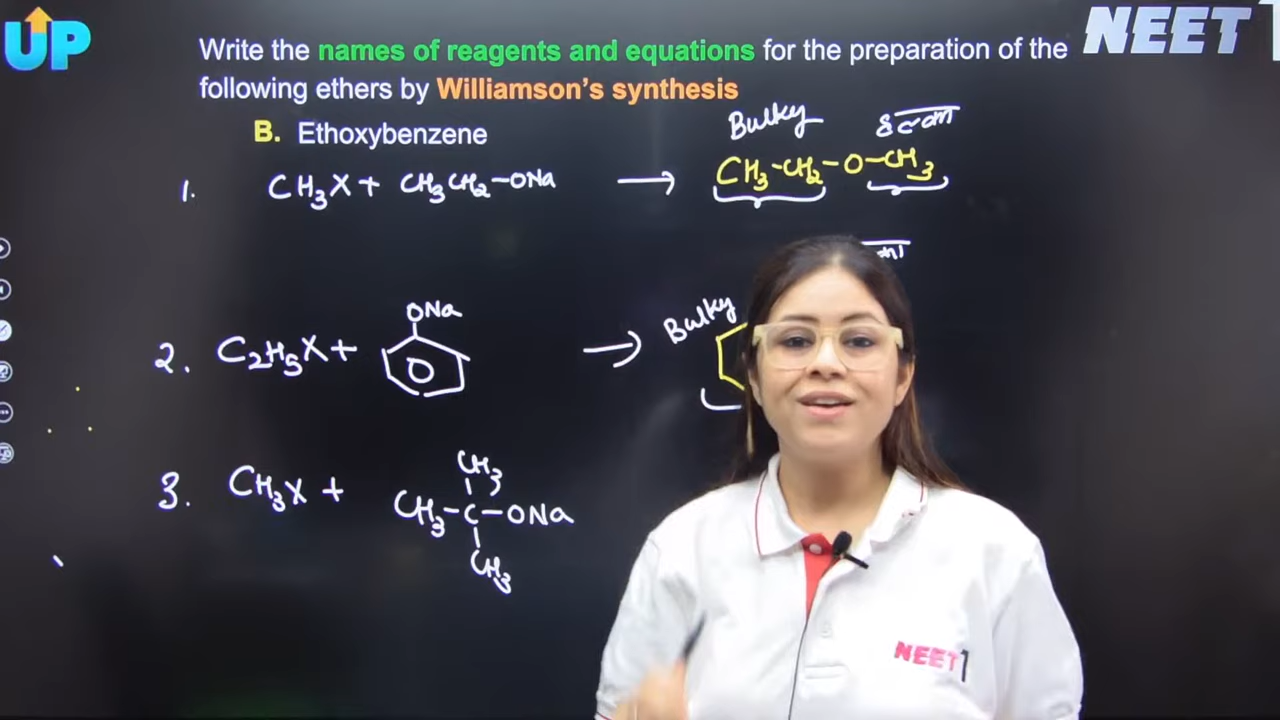 UP
NEET 1
Write the names of reagents and equations for the preparation of the
following ethers by Williamson's synthesis
B. Ethoxybenzene
Bulky छोटा
1. CH3X + CH3CH2-ONa → CH3-CH2-O-CH3
ONa
Bulky
2. C2H5X + →
CH3
3. CH3X + CH3-C-ONa
CH3
NEET1